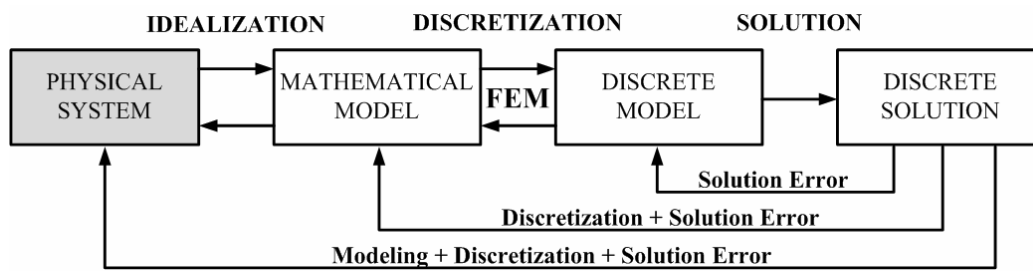 IDEALIZATION
DISCRETIZATION
SOLUTION
PHYSICAL
SYSTEM
MATHEMATICAL
MODEL
FEM
DISCRETE
MODEL
DISCRETE
SOLUTION
Solution Error
Discretization + Solution Error
Modeling + Discretization + Solution Error